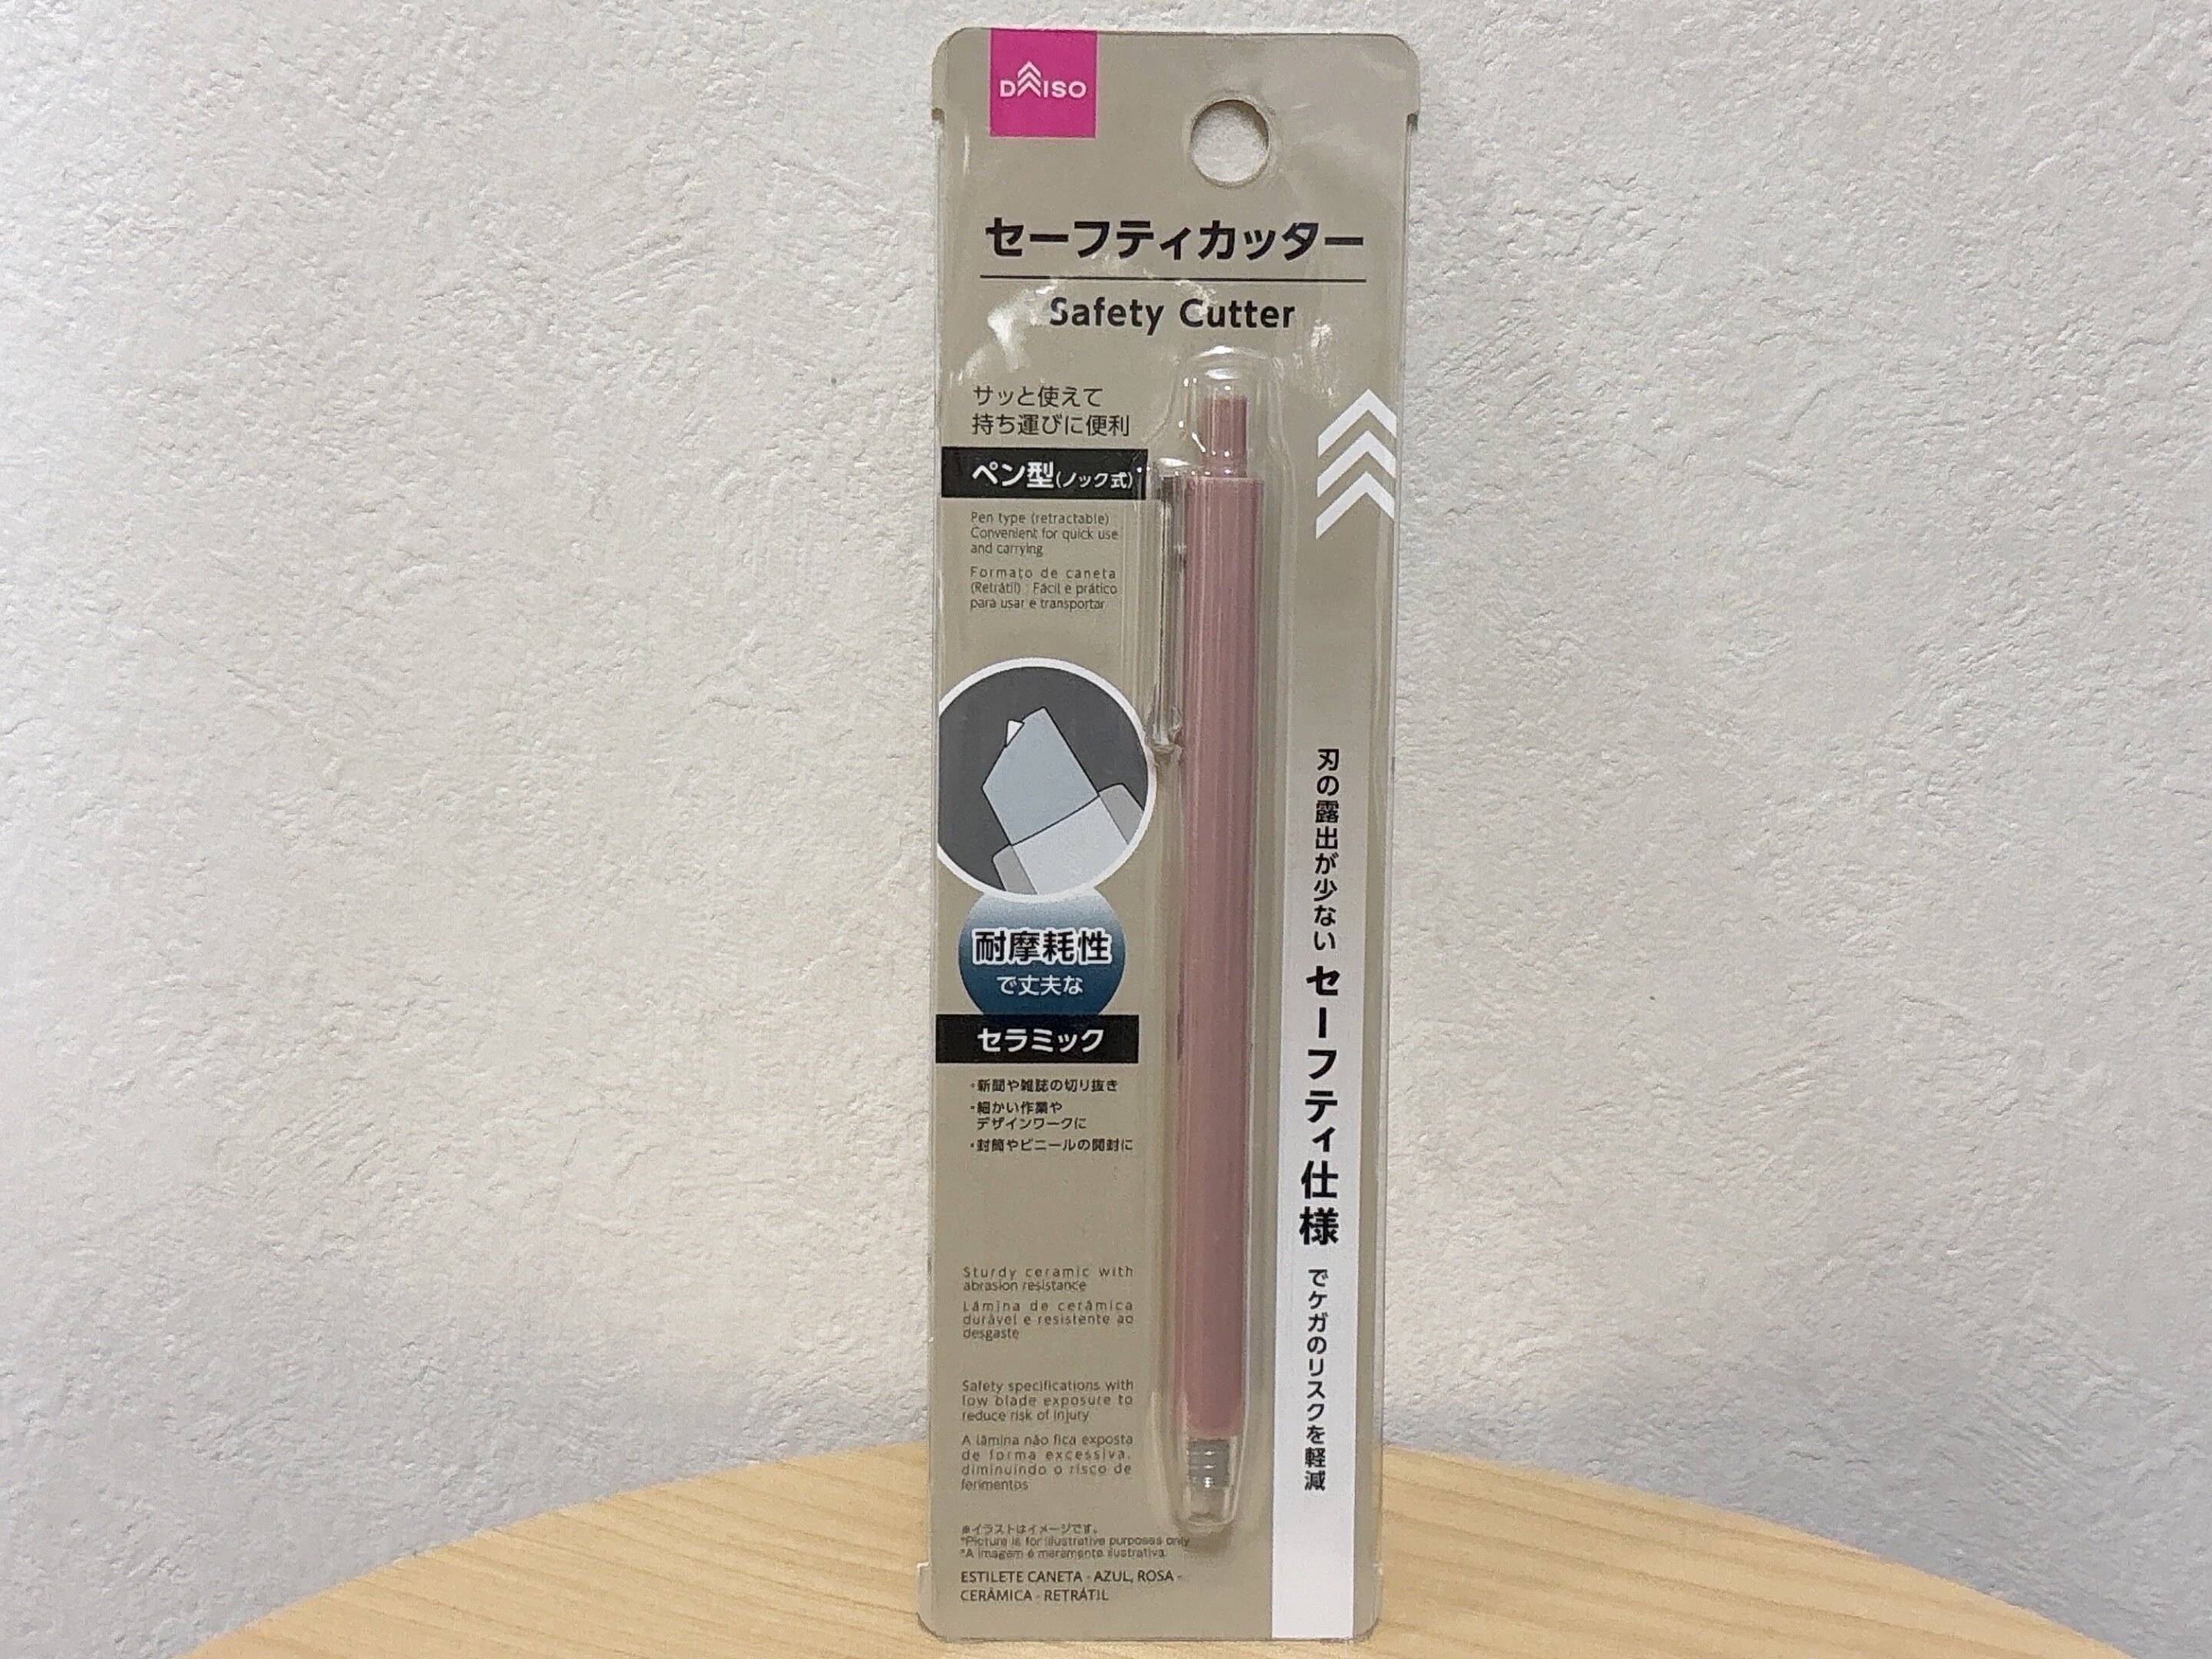 DAISO
セーフティカッター
Safety Cutter
サッと使えて
持ち運びに便利
ペン型(ノック式)
Pen type (retractable)
Convenient for quick use
and carrying
Formato de caneta
(Retrátil) : Fácil e prático
para usar e transportar
耐摩耗性
で丈夫な
セラミック
・新聞や雑誌の切り抜き
・細かい作業や
デザインワークに
・封筒やビニールの開封に
Sturdy ceramic with
abrasion resistance
Lâmina de cerâmica
durável e resistente ao
desgaste
Safety specifications with
low blade exposure to
reduce risk of injury
A lâmina não fica exposta
de forma excessiva,
diminuindo o risco de
ferimentos
※イラストはイメージです。
*Picture is for illustrative purposes only
*A imagem é meramente ilustrativa
ESTILETE CANETA - AZUL, ROSA -
CERÂMICA - RETRÁTIL
刃の露出が少ない セーフティ仕様 でケガのリスクを軽減